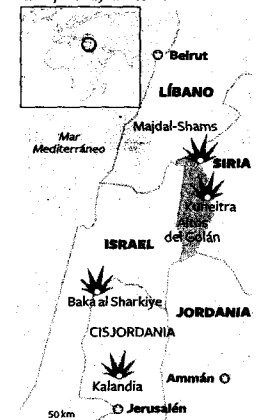 Beirut
LÍBANO
Majdal-Shams
Mar
Mediterráneo
SIRIA
Kuneitra
Altos
del Golán
ISRAEL
Baka al Sharkiye
JORDANIA
CISJORDANIA
Kalandia
Ammán
Jerusalén
50 km